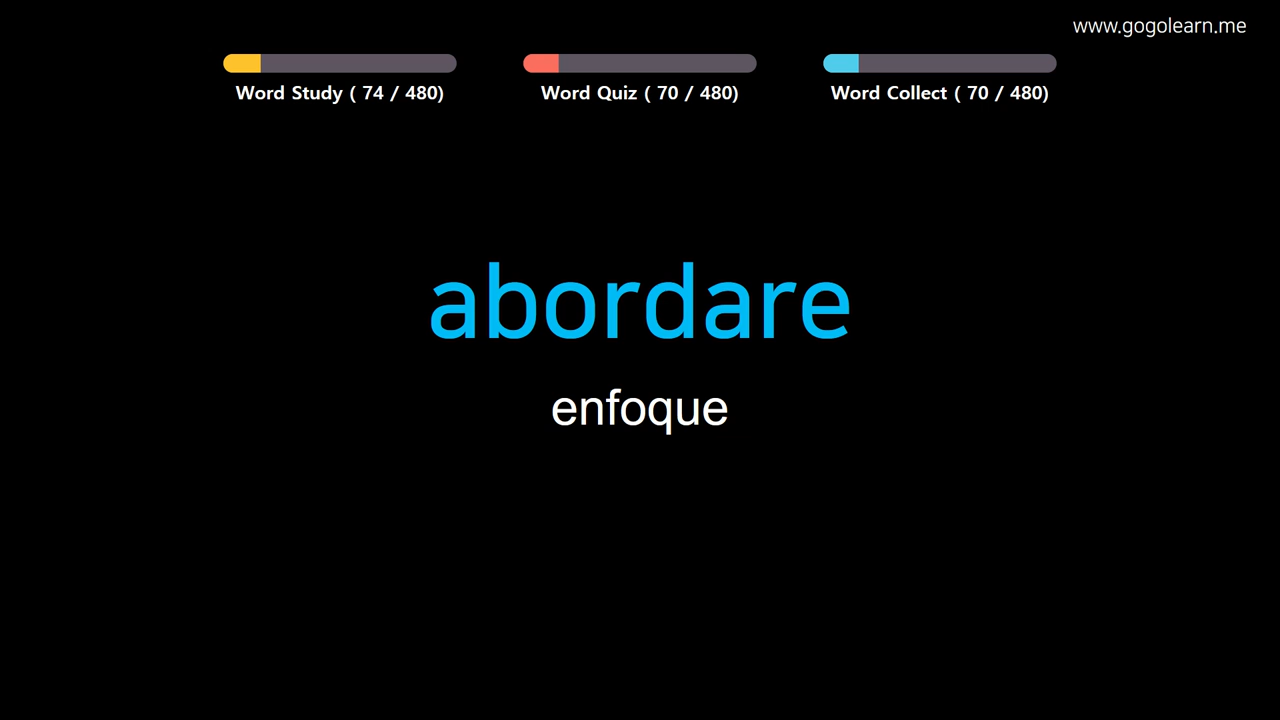 www.gogolearn.me
Word Study ( 74 / 480)
Word Quiz ( 70 / 480)
Word Collect ( 70 / 480)
abordare
enfoque